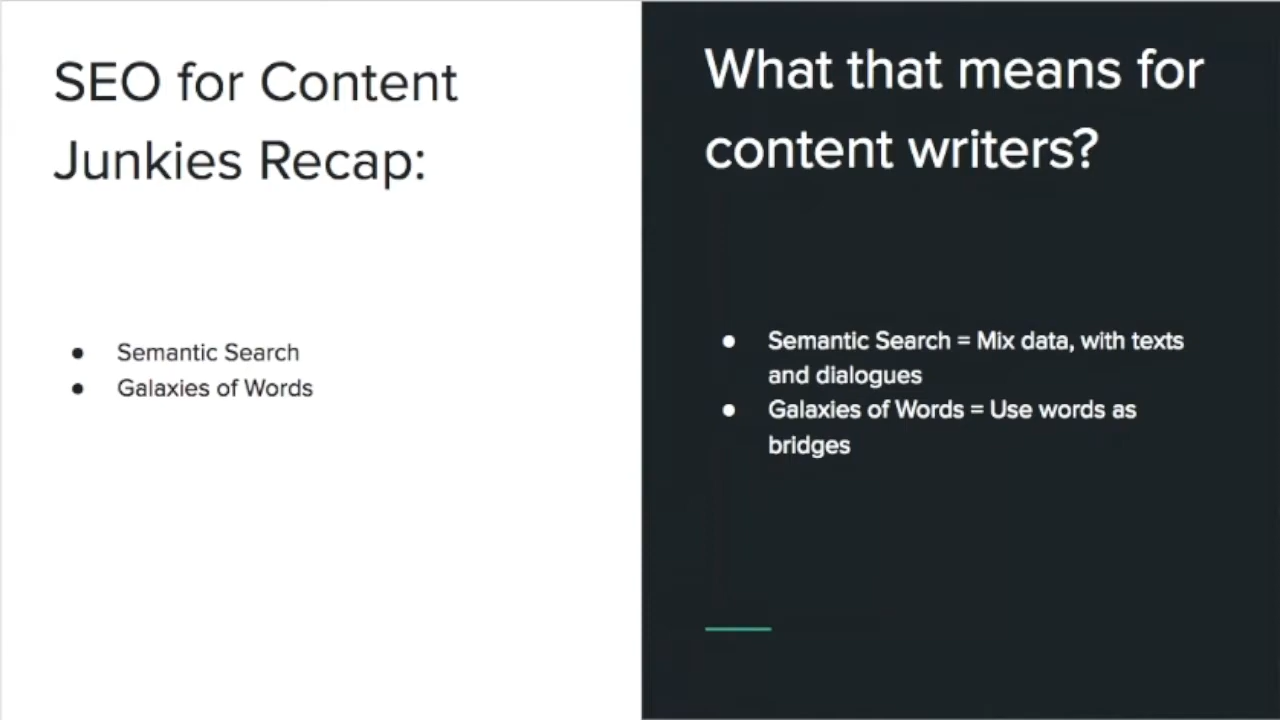 SEO for Content
Junkies Recap:
● Semantic Search
● Galaxies of Words
What that means for
content writers?
● Semantic Search = Mix data, with texts
and dialogues
● Galaxies of Words = Use words as
bridges